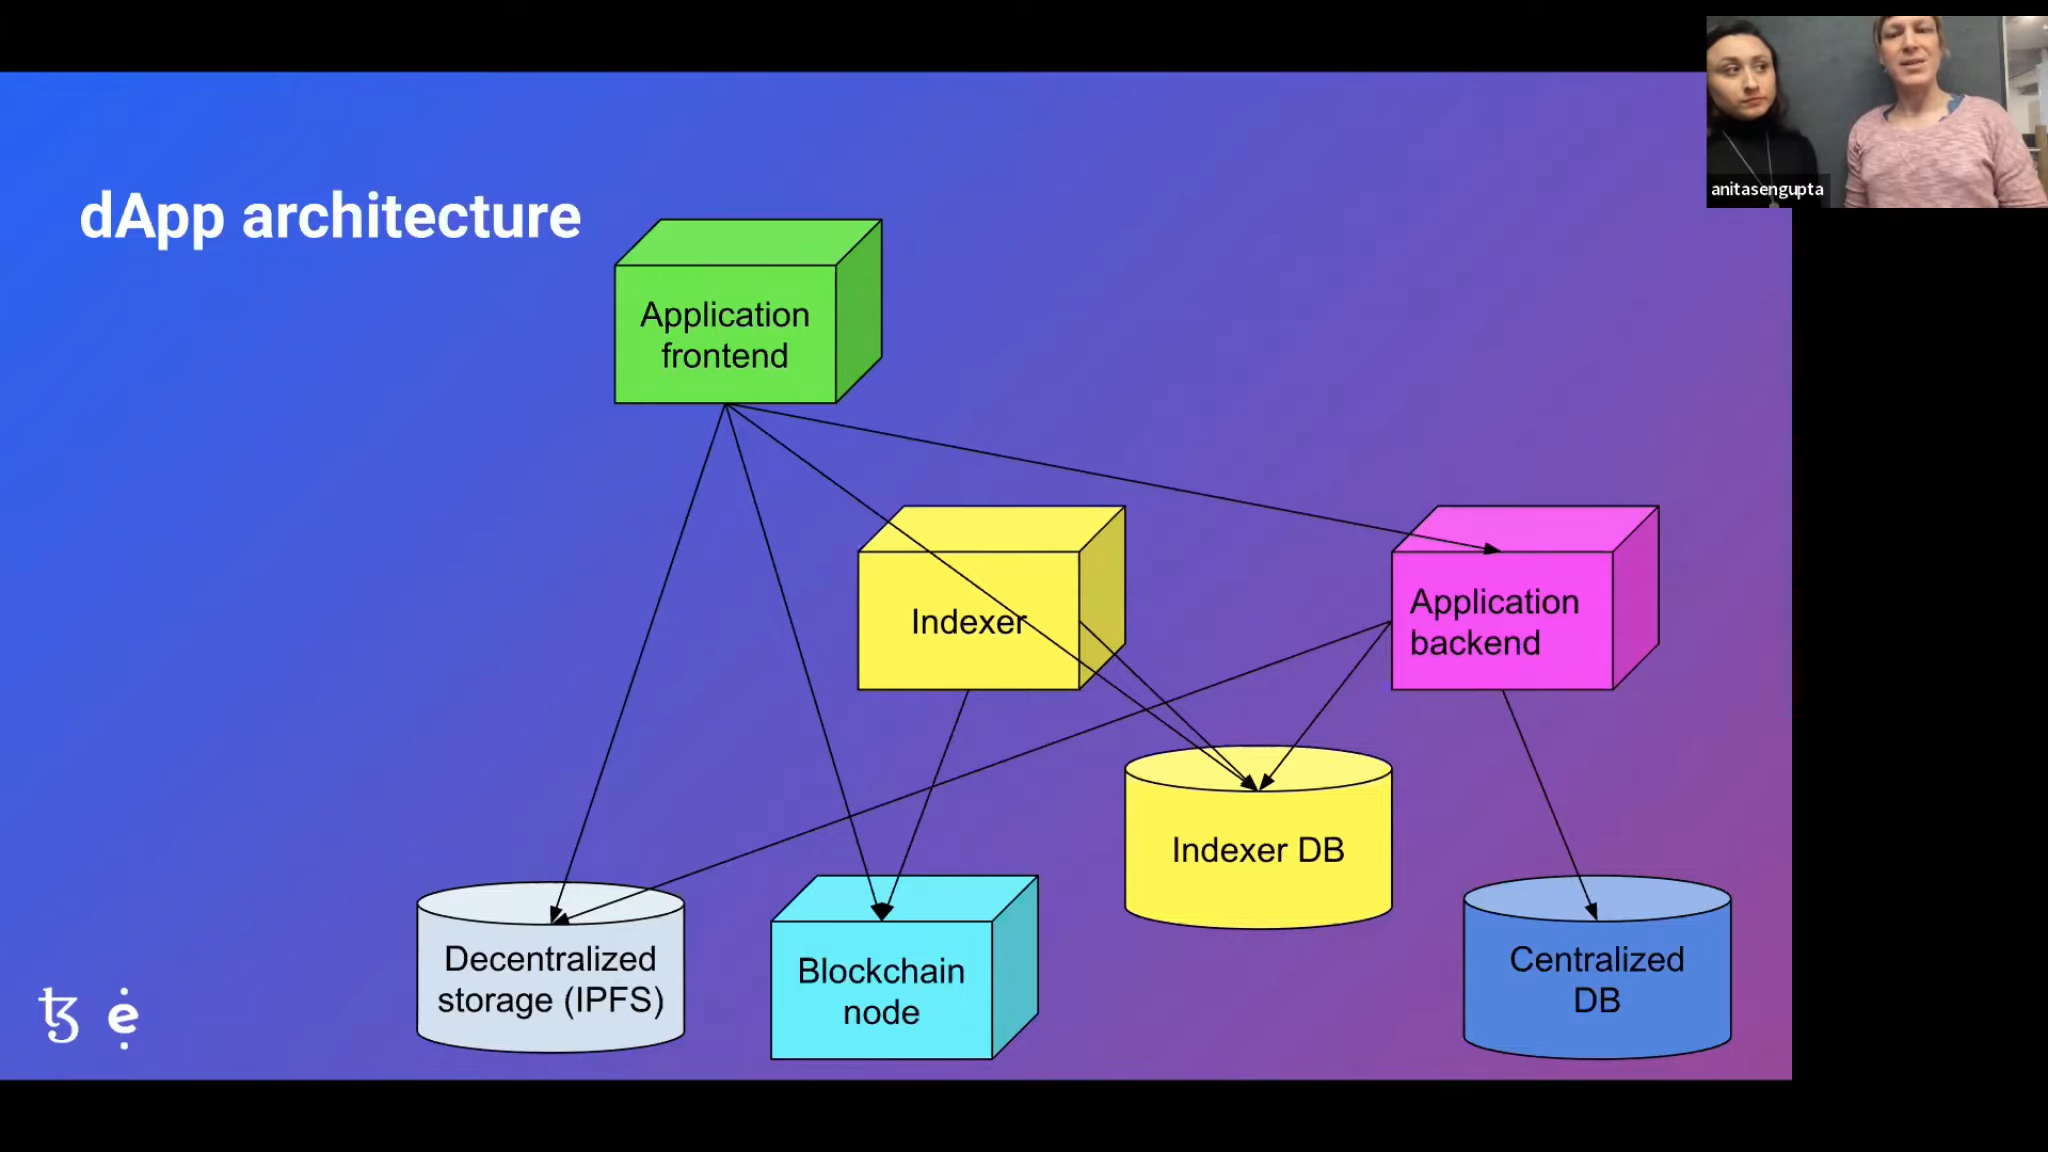 anitasengupta
dApp architecture
Application
frontend
Indexer
Application
backend
Indexer DB
Decentralized
storage (IPFS)
Blockchain
node
Centralized
DB